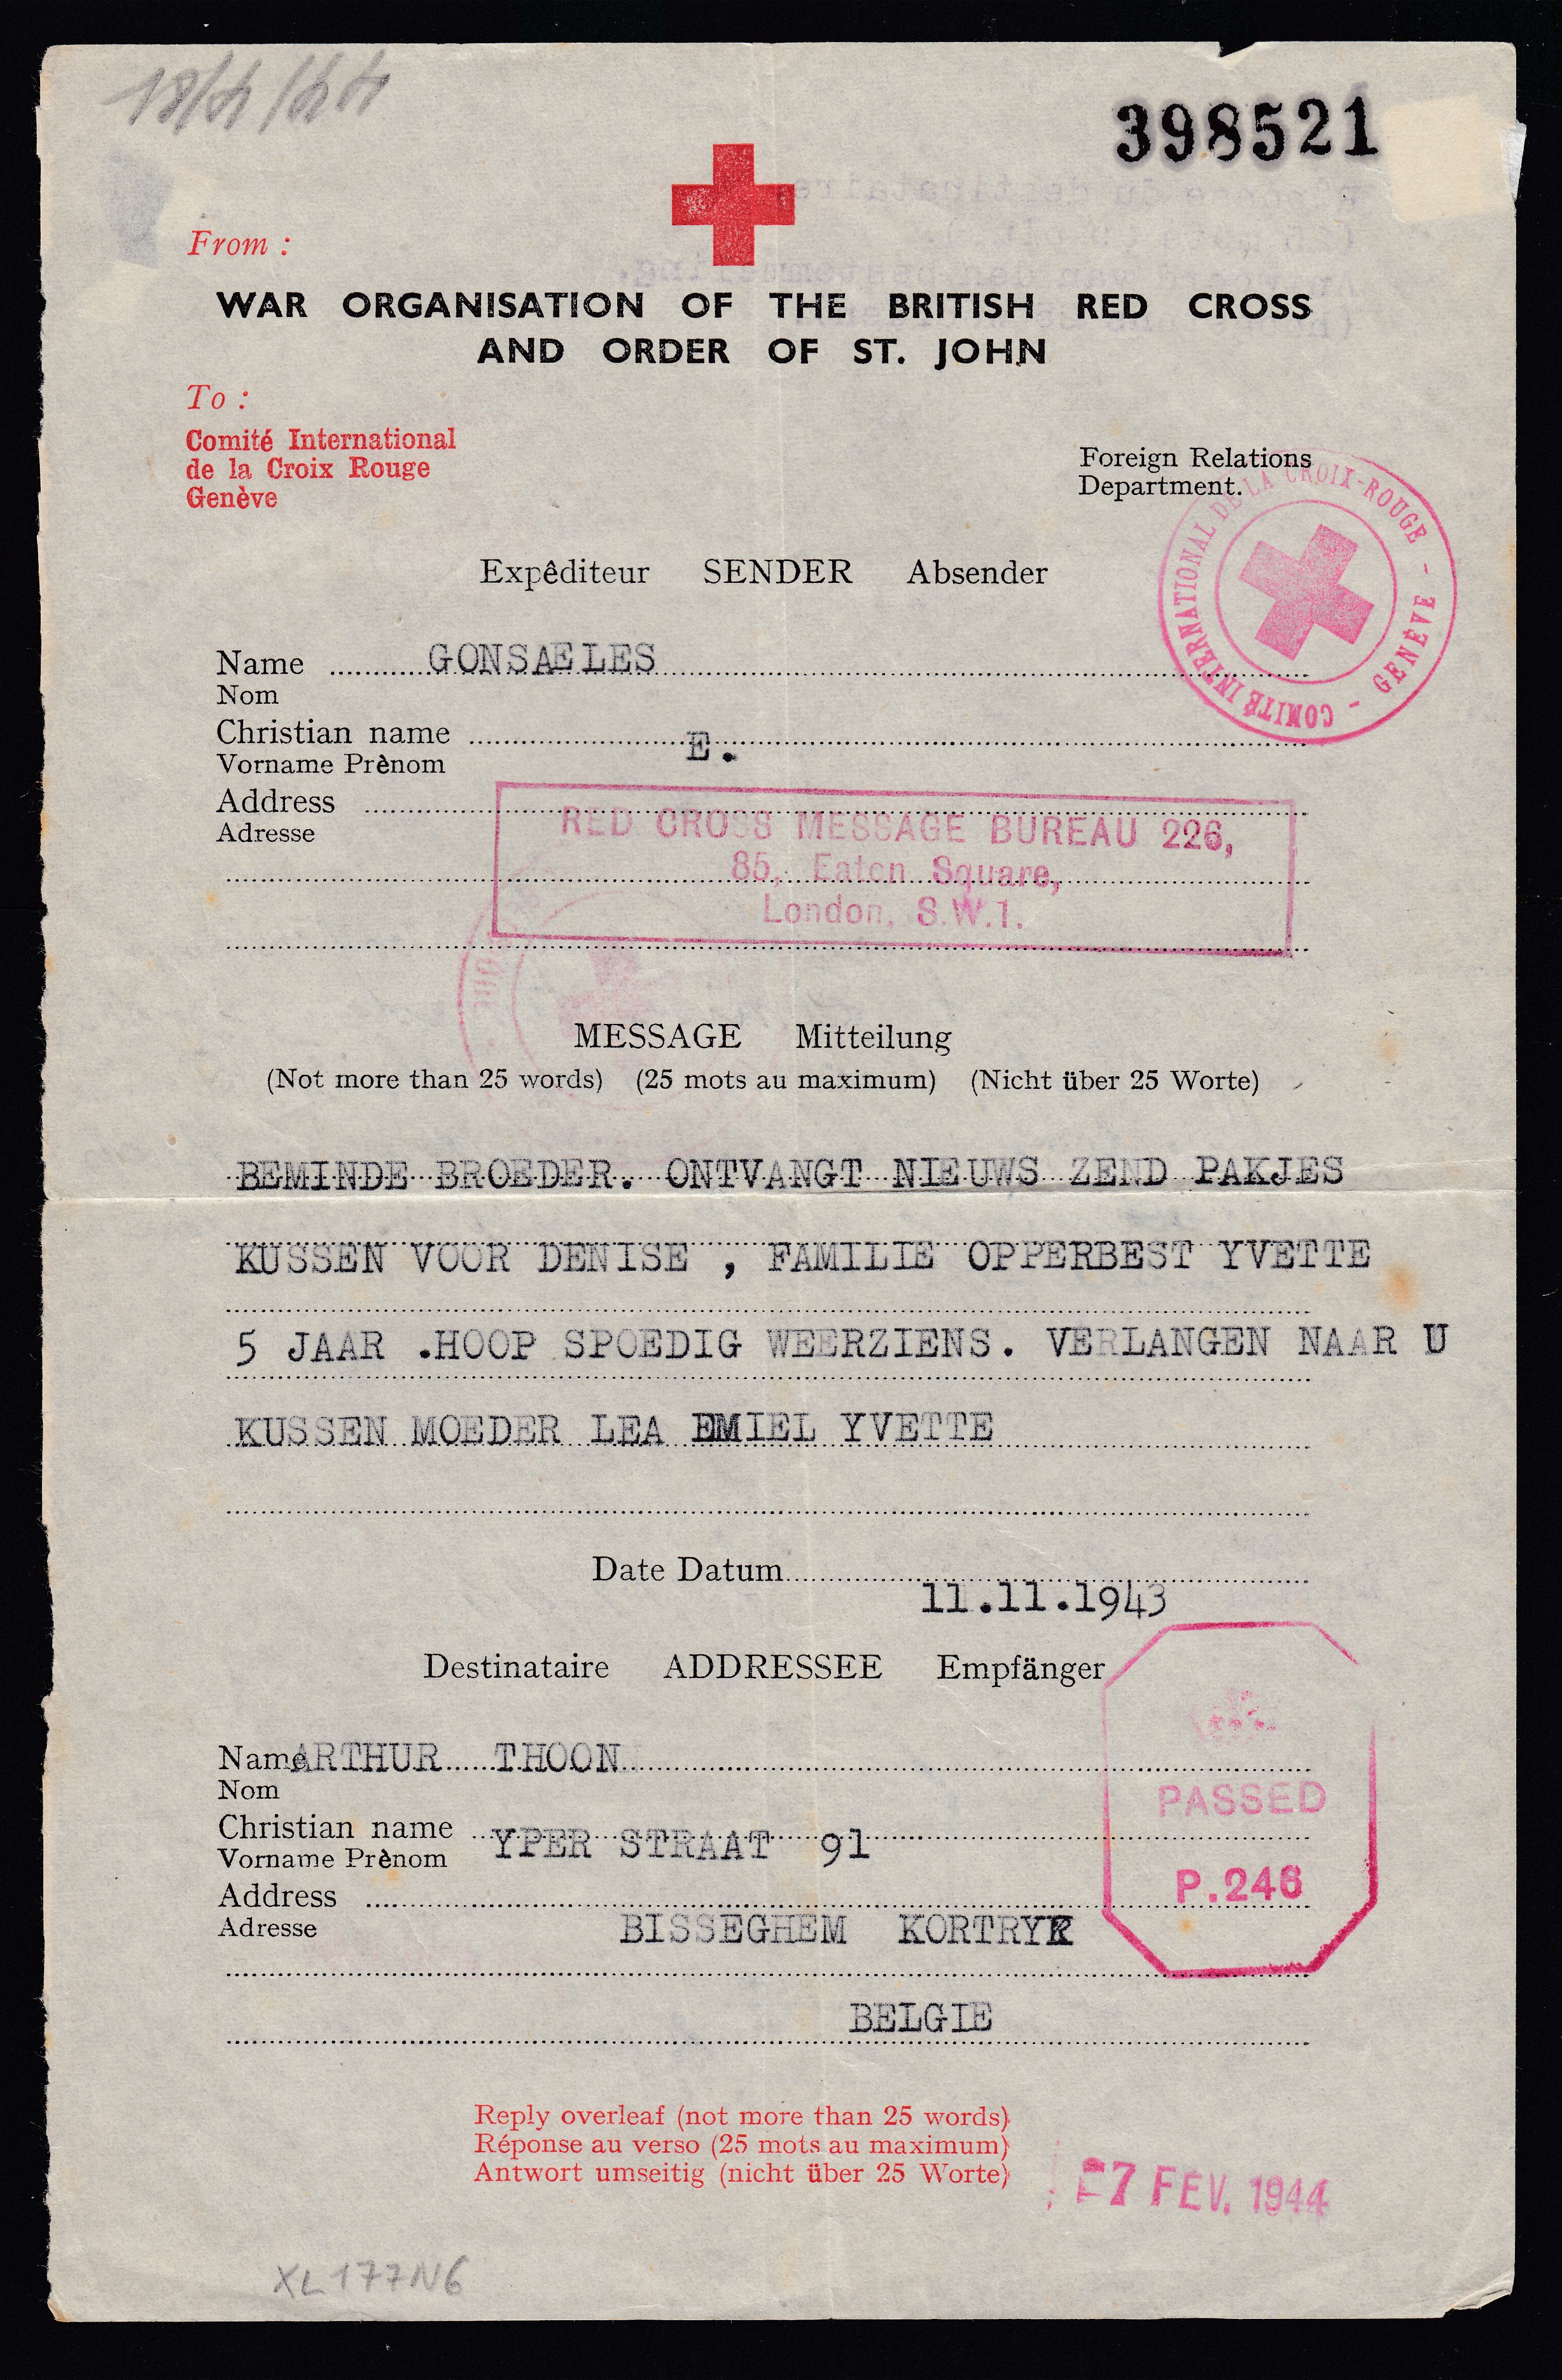 18/4/44
398521
From :
WAR ORGANISATION OF THE BRITISH RED CROSS
AND ORDER OF ST. JOHN
To :
Comité International
de la Croix Rouge
Genève
Foreign Relations
Department.
COMITÉ INTERNATIONAL DE LA CROIX-ROUGE - GENÈVE -
Expêditeur SENDER Absender
Name GONSAELES
Nom
Christian name E.
Vorname Prènom
Address
Adresse
RED CROSS MESSAGE BUREAU 226,
85, Eaton Square,
London, S.W.1.
MESSAGE Mitteilung
(Not more than 25 words) (25 mots au maximum) (Nicht über 25 Worte)
BEMINDE BROEDER. ONTVANGT NIEUWS ZEND PAKJES
KUSSEN VOOR DENISE , FAMILIE OPPERBEST YVETTE
5 JAAR .HOOP SPOEDIG WEERZIENS. VERLANGEN NAAR U
KUSSEN MOEDER LEA EMIEL YVETTE
Date Datum 11.11.1943
Destinataire ADDRESSEE Empfänger
Name ARTHUR THOON
Nom
Christian name YPER STRAAT 91
Vorname Prènom
Address
Adresse BISSEGHEM KORTRYK
BELGIE
PASSED
P.246
Reply overleaf (not more than 25 words)
Réponse au verso (25 mots au maximum)
Antwort umseitig (nicht über 25 Worte)
7 FEV. 1944
XL177N6